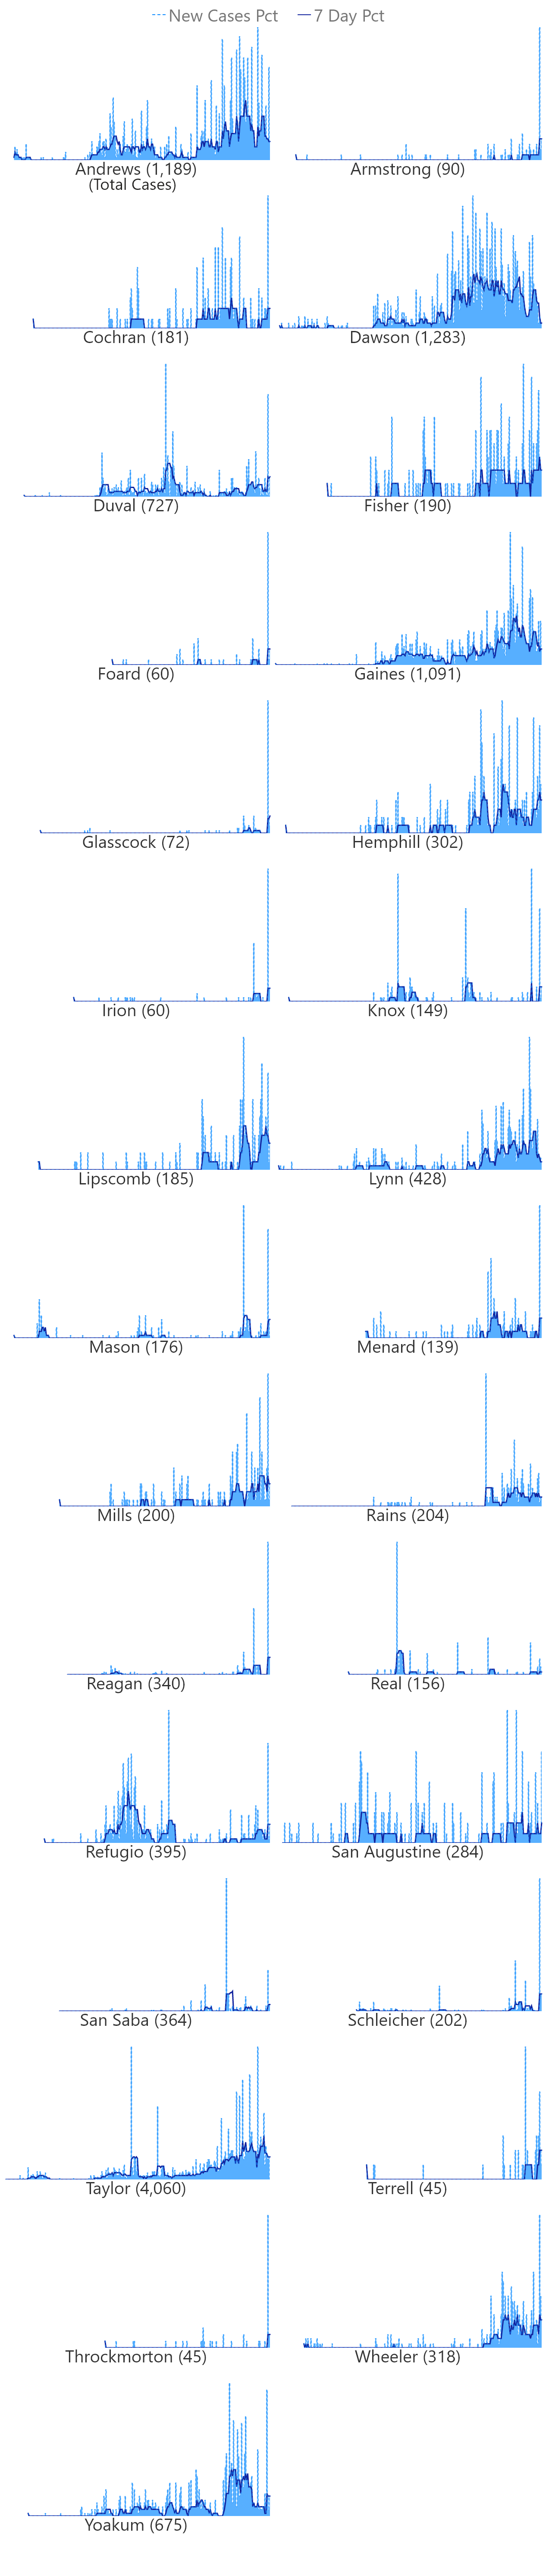 New Cases Pct 7 Day Pct
Andrews (1,189) Armstrong (90)
(Total Cases)
Cochran (181) Dawson (1,283)
Duval (727) Fisher (190)
Foard (60) Gaines (1,091)
Glasscock (72) Hemphill (302)
Irion (60) Knox (149)
Lipscomb (185) Lynn (428)
Mason (176) Menard (139)
Mills (200) Rains (204)
Reagan (340) Real (156)
Refugio (395) San Augustine (284)
San Saba (364) Schleicher (202)
Taylor (4,060) Terrell (45)
Throckmorton (45) Wheeler (318)
Yoakum (675)